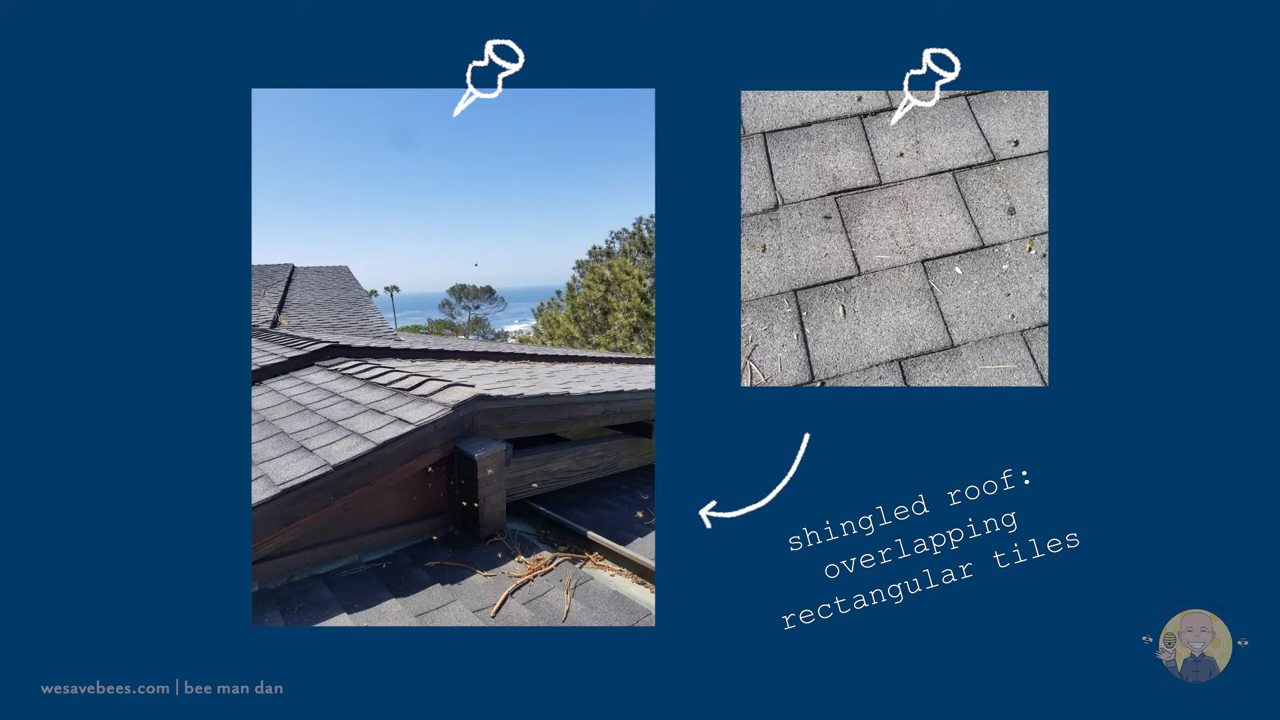 shingled roof:
overlapping
rectangular tiles
wesavebees.com | bee man dan